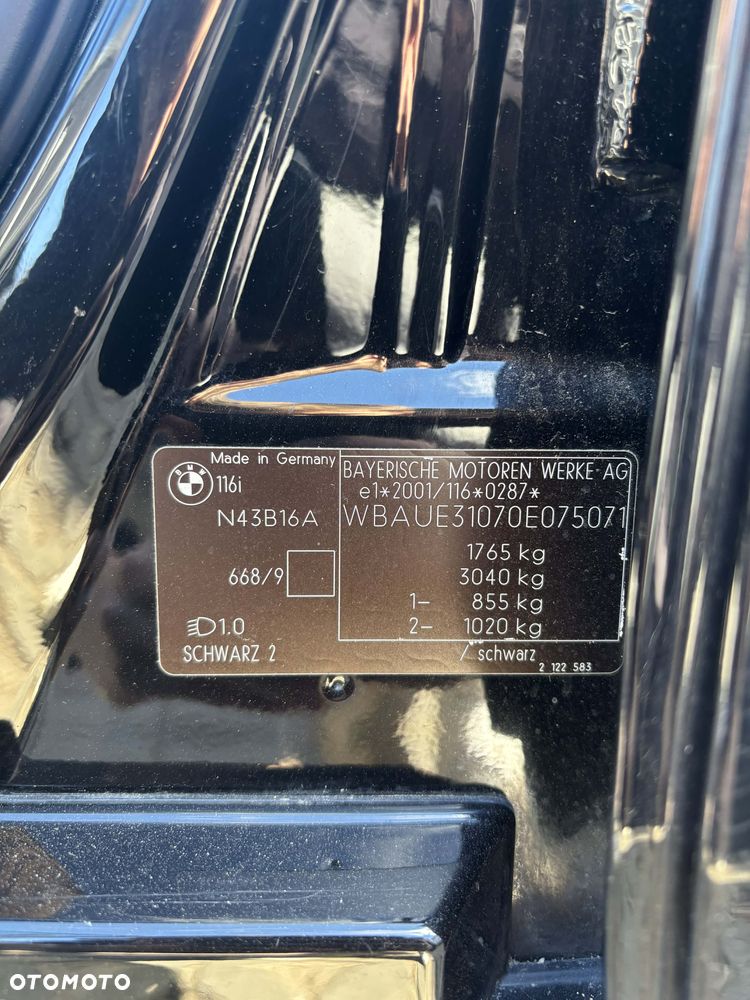 Made in Germany
BMW
116i
N43B16A
668/9
1.0
SCHWARZ 2
BAYERISCHE MOTOREN WERKE AG
e1*2001/116*0287*
WBAUE31070E075071
1765 kg
3040 kg
1- 855 kg
2- 1020 kg
/ schwarz
2 122 583
OTOMOTO